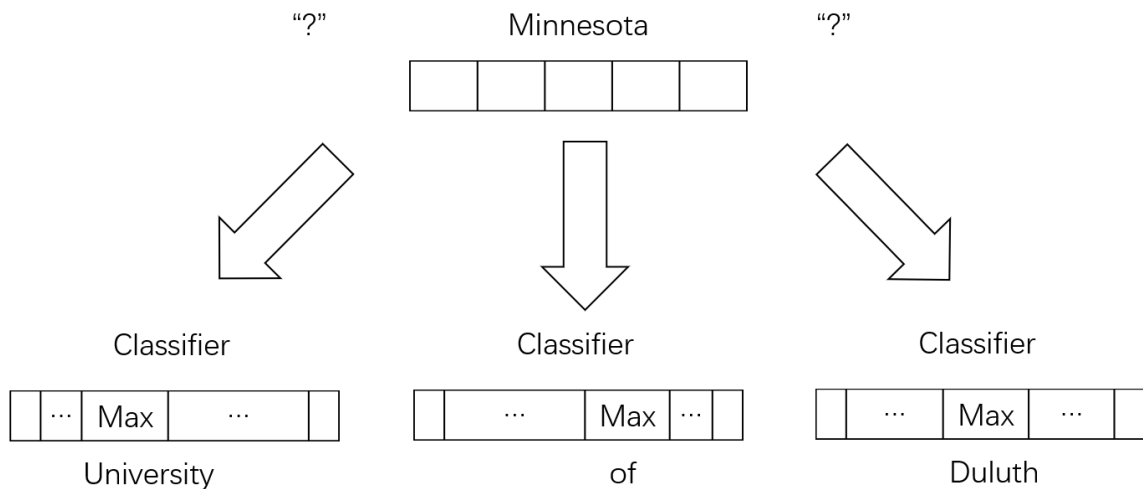 “?” Minnesota “?”
Classifier Classifier Classifier
... Max ... ... Max ... ... Max ...
University of Duluth